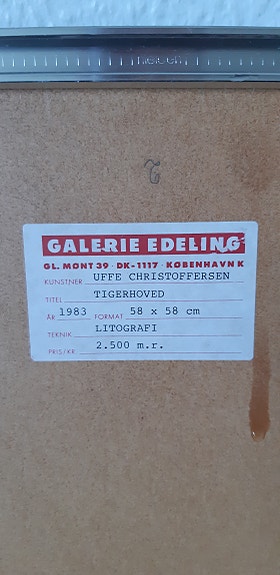 GALERIE EDELING
GL. MØNT 39 · DK-1117 · KØBENHAVN K
KUNSTNER UFFE CHRISTOFFERSEN
TITEL TIGERHOVED
ÅR 1983 FORMAT 58 x 58 cm
TEKNIK LITOGRAFI
PRIS/KR. 2.500 m.r.